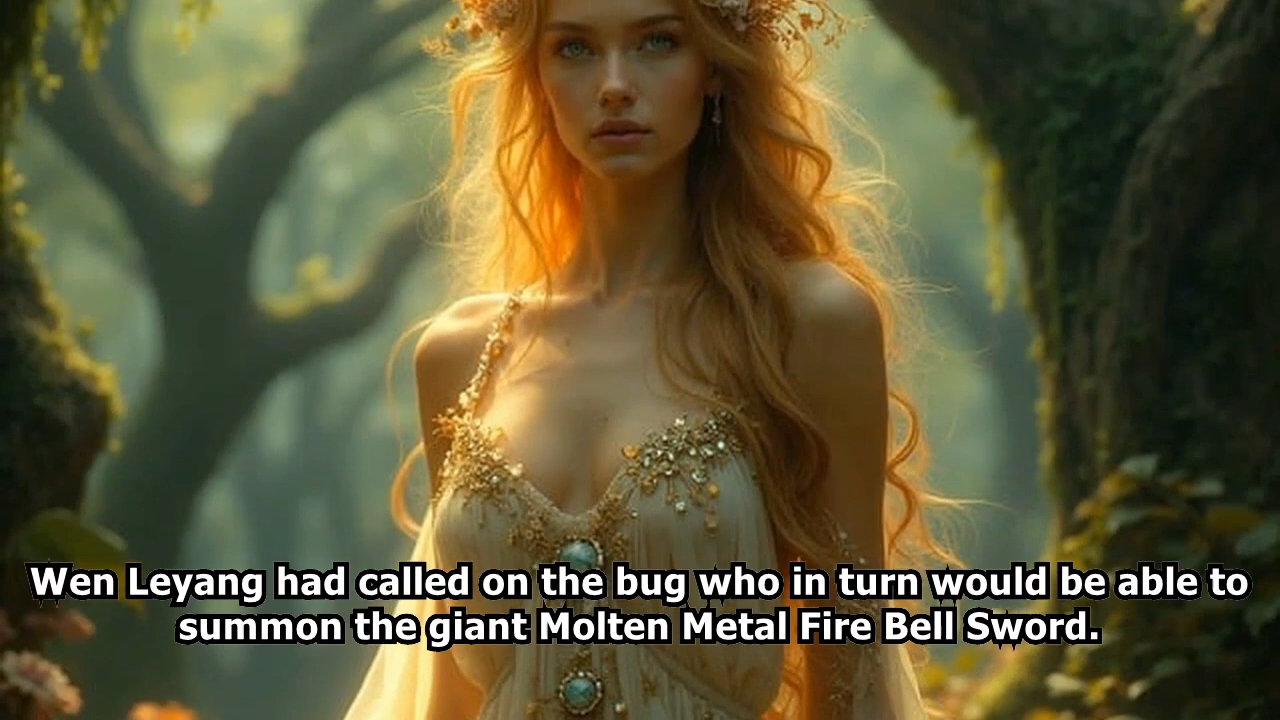 Wen Leyang had called on the bug who in turn would be able to
summon the giant Molten Metal Fire Bell Sword.